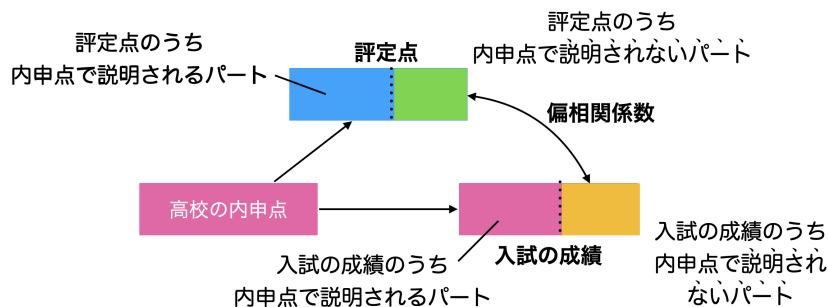 評定点のうち
内申点で説明されるパート
評定点
評定点のうち
内申点で説明されないパート
偏相関係数
高校の内申点
入試の成績のうち
内申点で説明されるパート
入試の成績
入試の成績のうち
内申点で説明され
ないパート